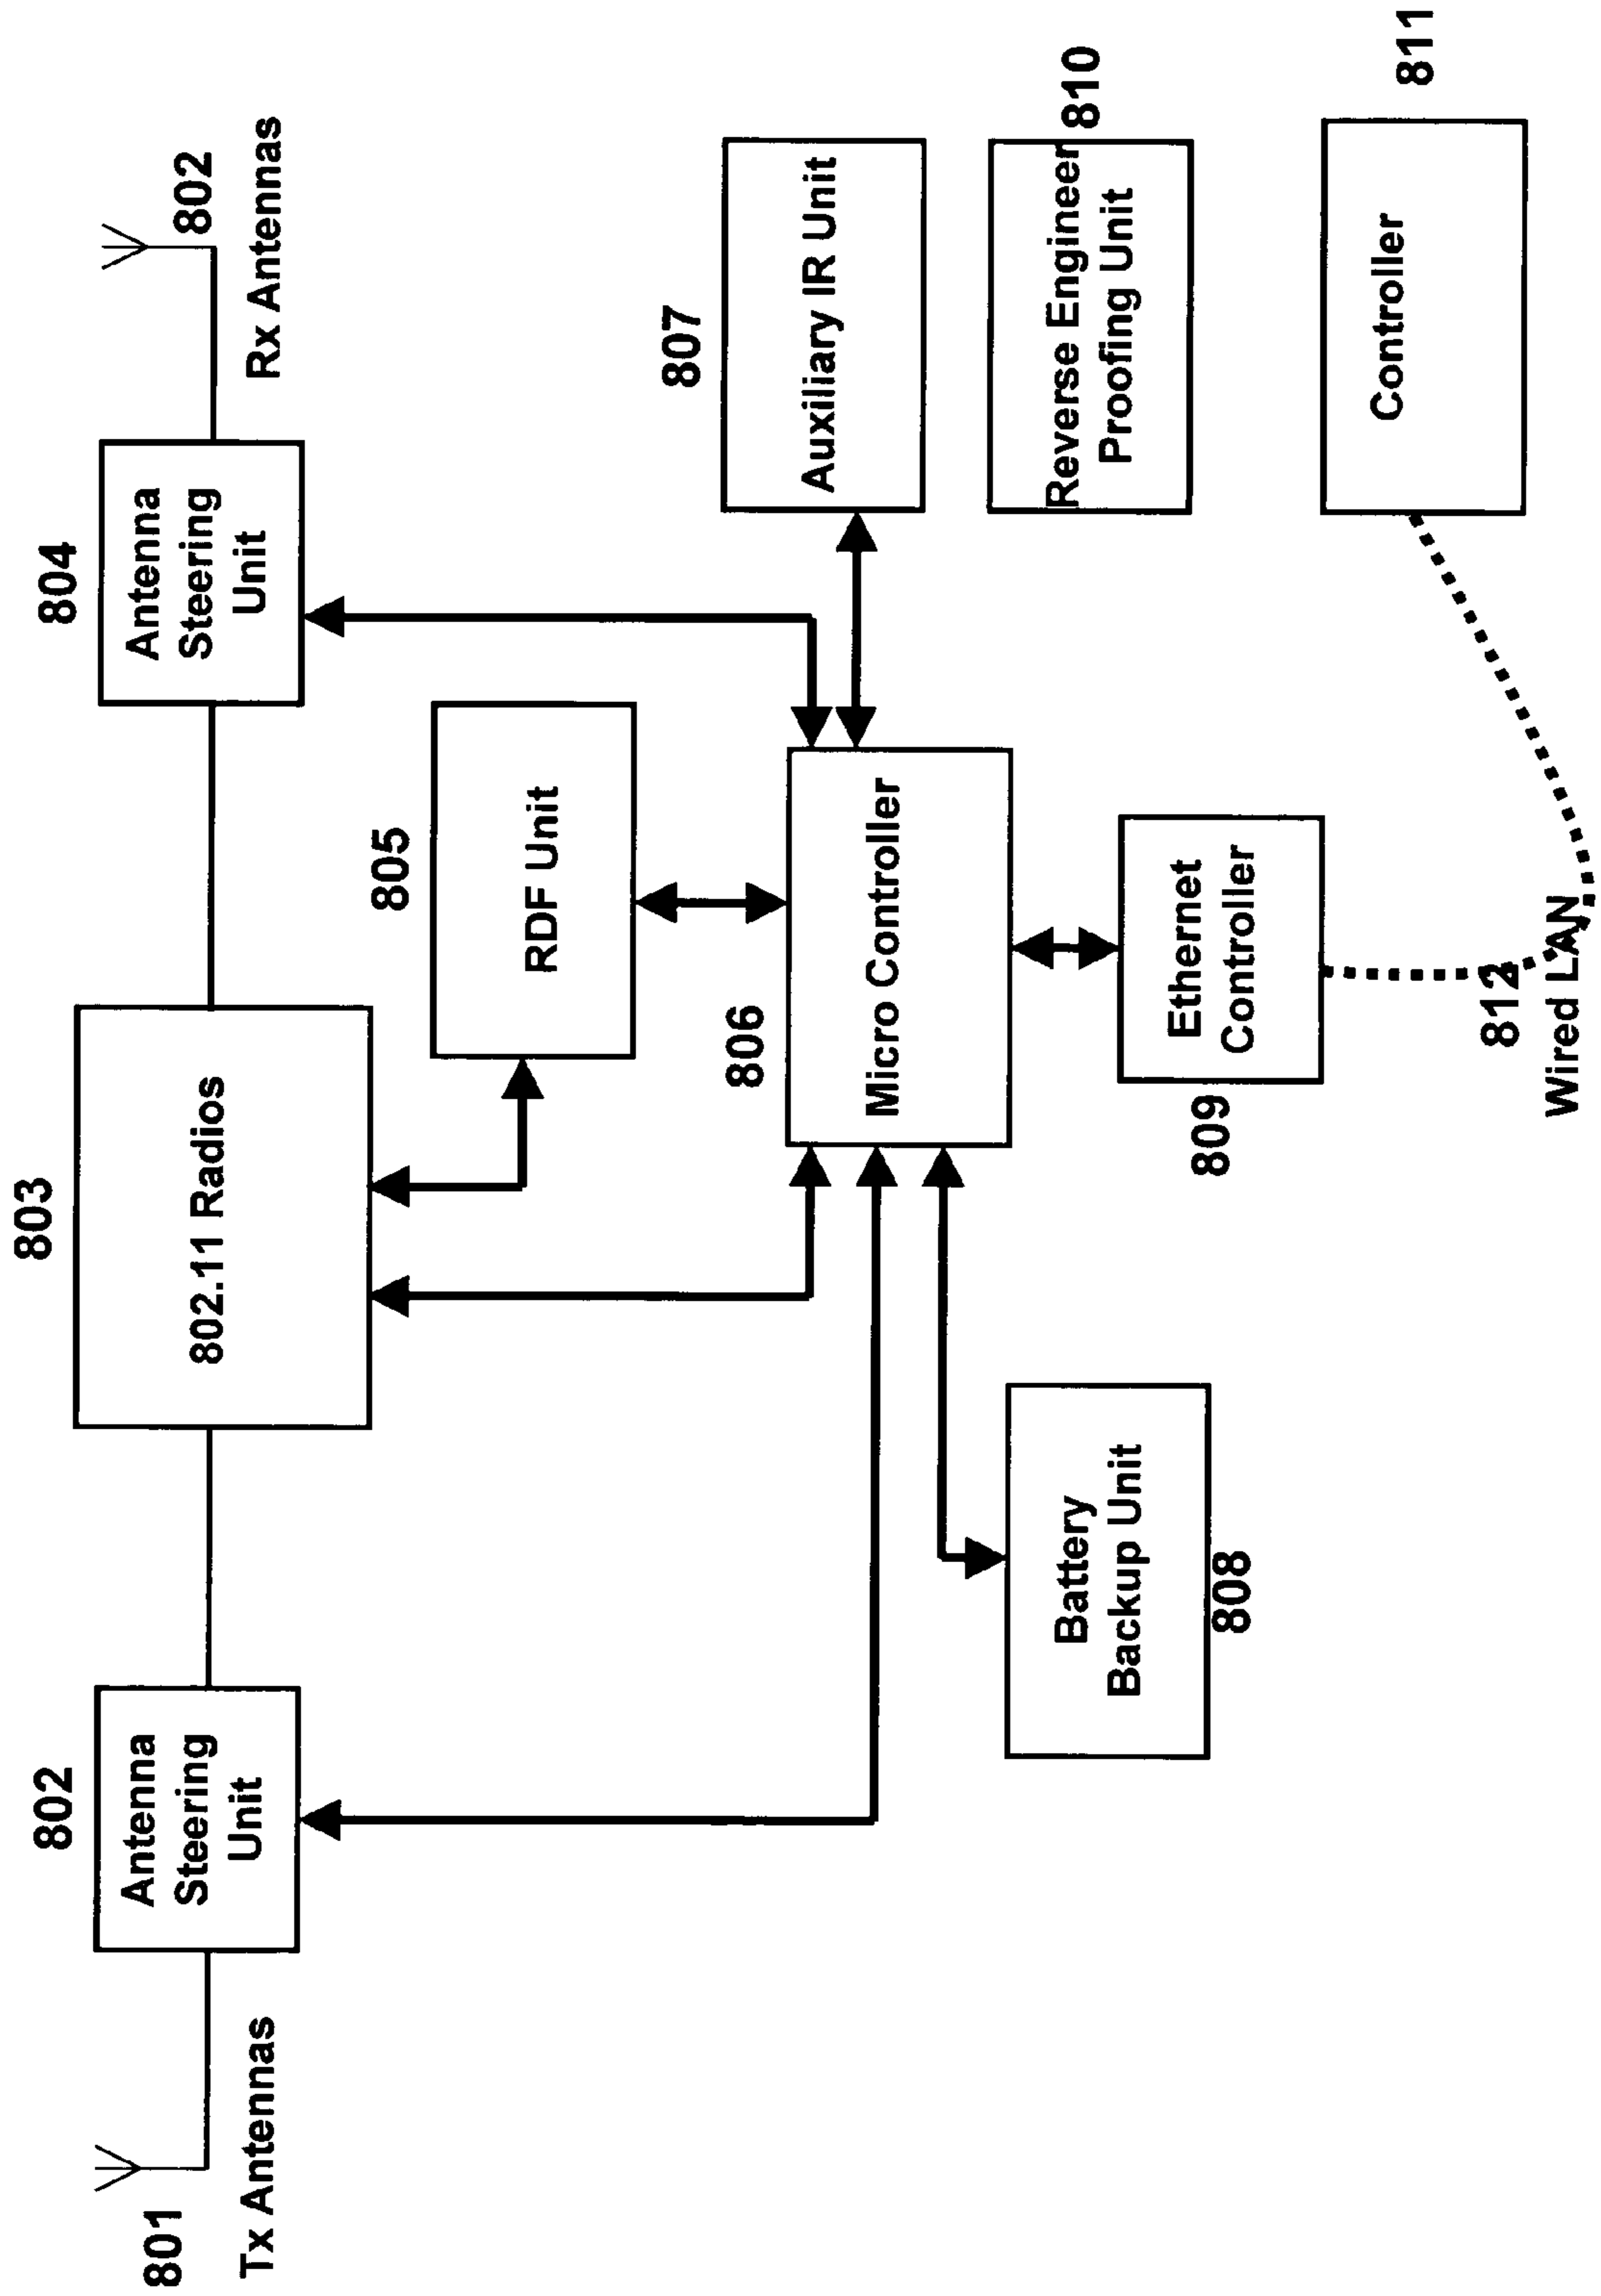 803
802.11 Radios
802
Antenna
Steering
Unit
804
Antenna
Steering
Unit
801
Tx Antennas
802
Rx Antennas
805
RDF Unit
806
Micro Controller
807
Auxiliary IR Unit
808
Battery
Backup Unit
809
Ethernet
Controller
Reverse Engineer
Proofing Unit
810
Controller
811
812
Wired LAN